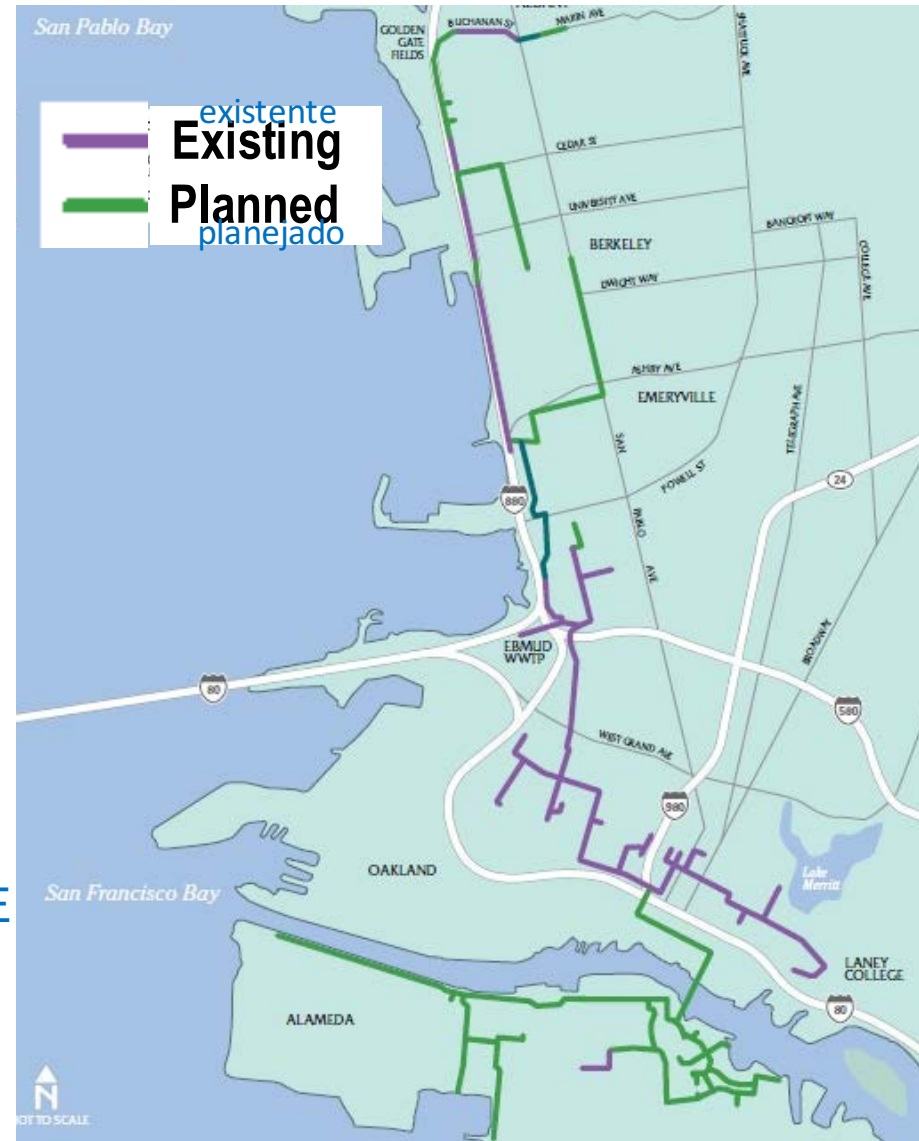 San Pablo Bay
GOLDEN
GATE
FIELDS
BUCHANAN ST
MARIN AVE
SHATTUCK AVE
existente
Existing
Planned
planejado
CEDAR ST
UNIVERSITY AVE
BERKELEY
BANCROFT WAY
COLLEGE AVE
DWIGHT WAY
ASHBY AVE
EMERYVILLE
TELEGRAPH AVE
SAN
PABLO
AVE
POWELL ST
24
880
BROADWAY
EBMUD
WWTP
80
580
WEST GRAND AVE
980
OAKLAND
Lake
Merritt
E
San Francisco Bay
LANEY
COLLEGE
80
ALAMEDA
N
NOT TO SCALE